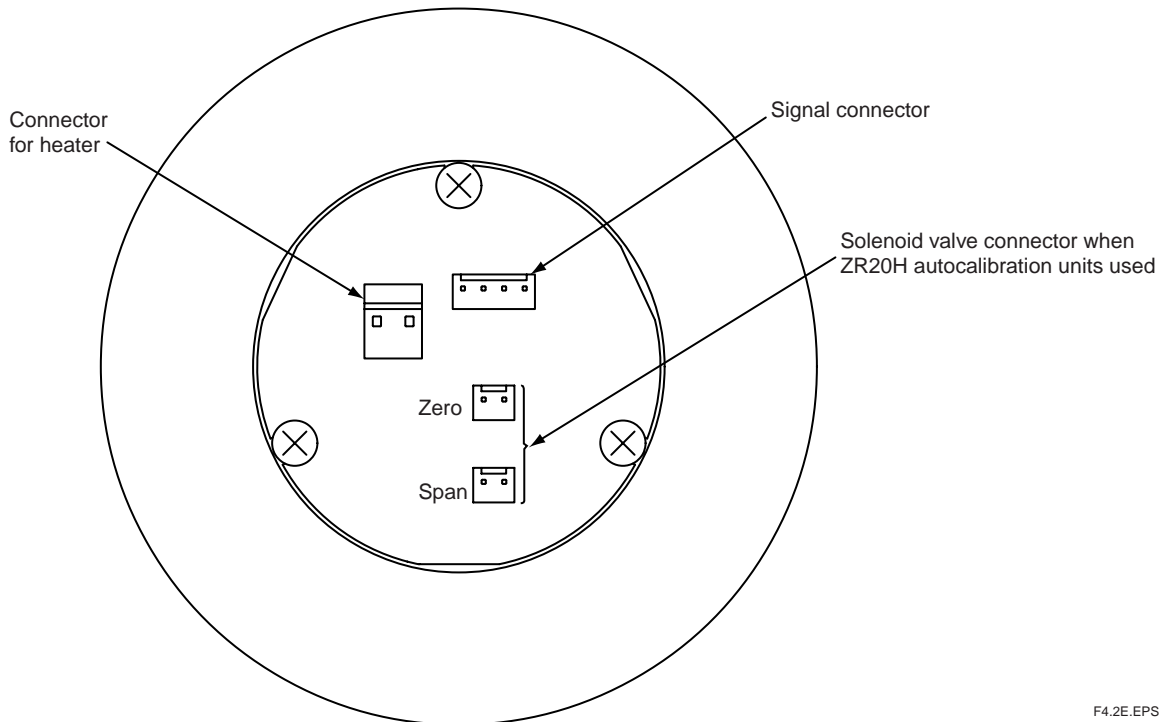 Connector
for heater
Signal connector
Solenoid valve connector when
ZR20H autocalibration units used
Zero
Span
F4.2E.EPS